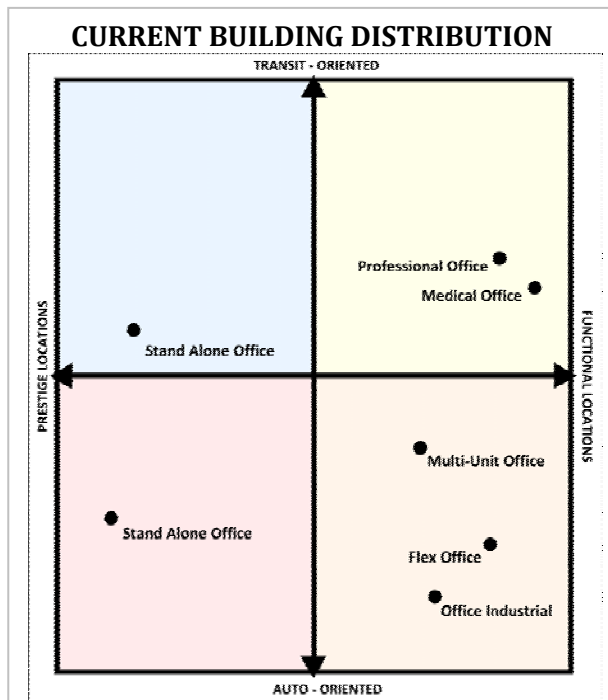 CURRENT BUILDING DISTRIBUTION
TRANSIT - ORIENTED
Professional Office
Medical Office
Stand Alone Office
PRESTIGE LOCATIONS
FUNCTIONAL LOCATIONS
Multi-Unit Office
Stand Alone Office
Flex Office
Office Industrial
AUTO - ORIENTED